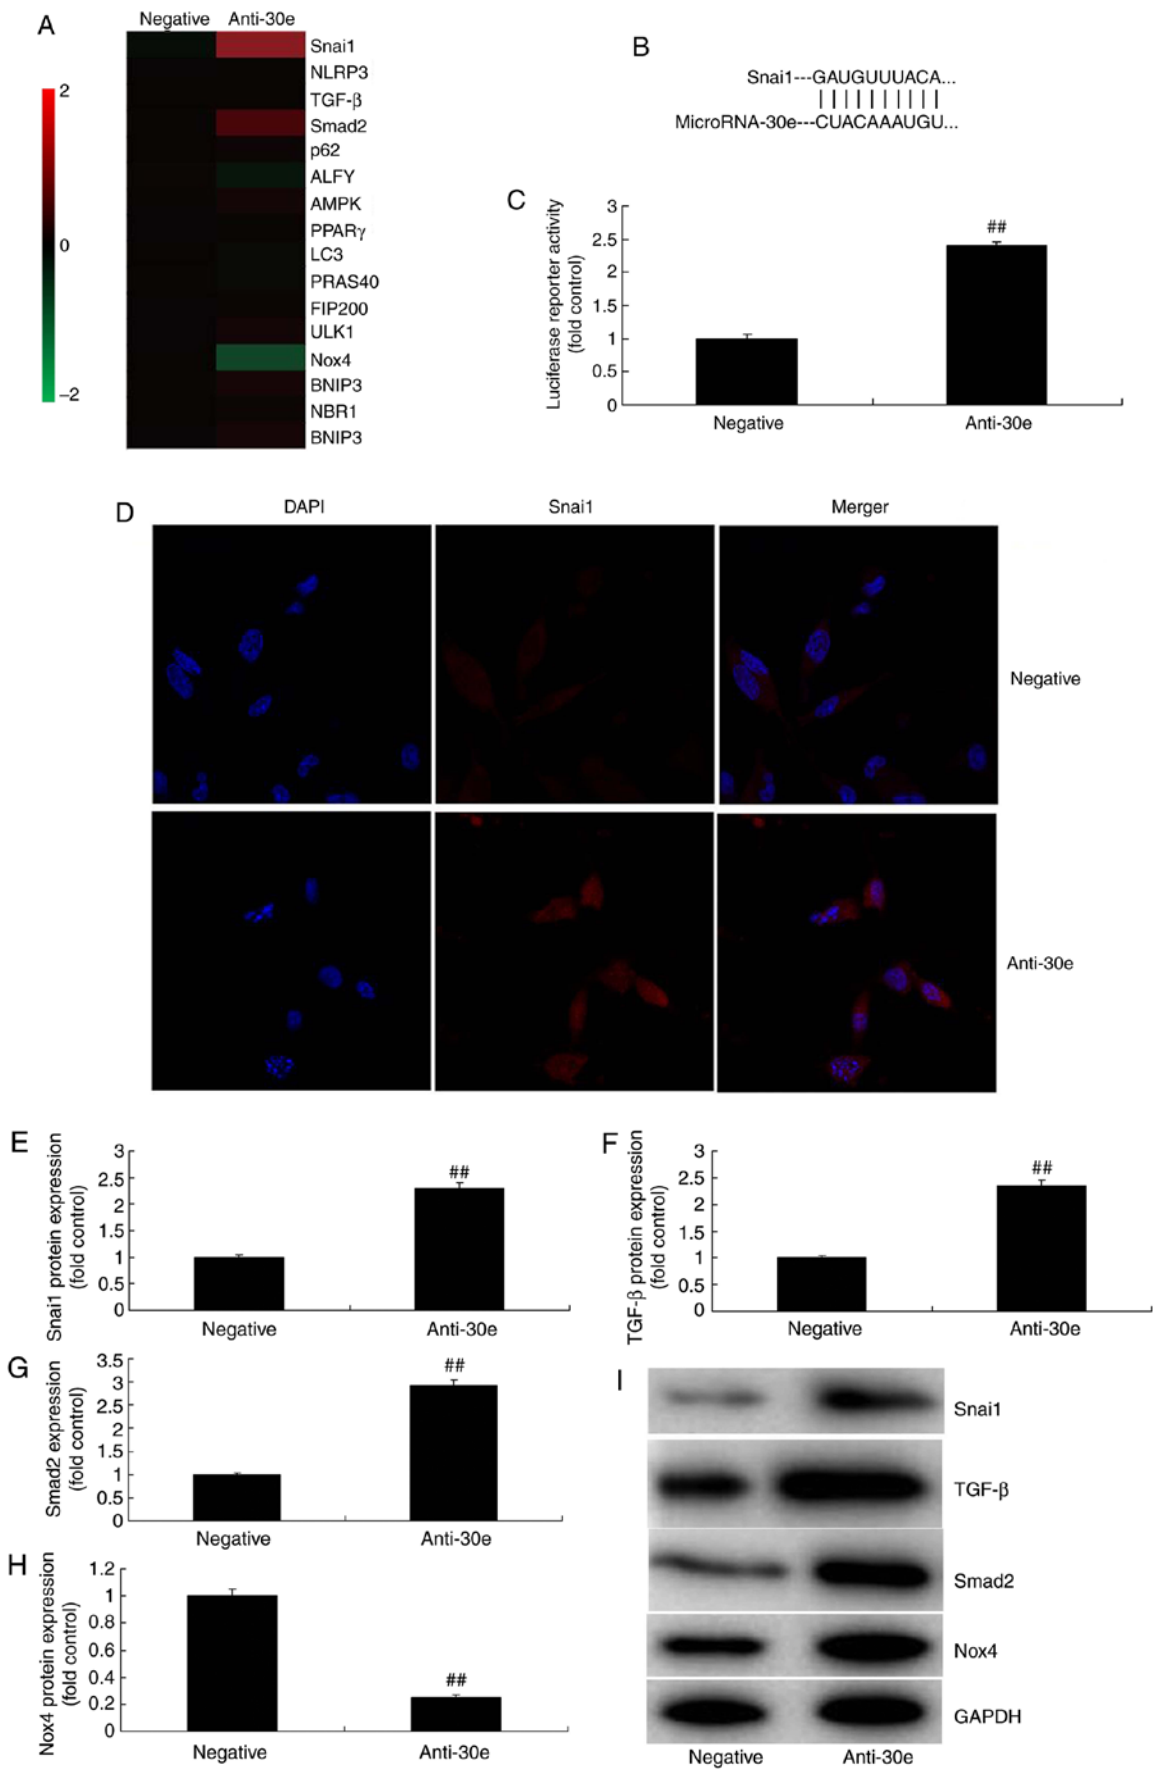 A
Negative Anti-30e
2
0
−2
Snai1
NLRP3
TGF-β
Smad2
p62
ALFY
AMPK
PPARγ
LC3
PRAS40
FIP200
ULK1
Nox4
BNIP3
NBR1
BNIP3
B
Snai1---GAUGUUUACA...
MicroRNA-30e---CUACAAAUGU...
C
Luciferase reporter activity
(fold control)
3
2.5
2
1.5
1
0.5
0
##
Negative Anti-30e
D
DAPI Snai1 Merger
Negative
Anti-30e
E
Snai1 protein expression
(fold control)
3
2.5
2
1.5
1
0.5
0
##
Negative Anti-30e
F
TGF-β protein expression
(fold control)
3
2.5
2
1.5
1
0.5
0
##
Negative Anti-30e
G
Smad2 expression
(fold control)
3.5
3
2.5
2
1.5
1
0.5
0
##
Negative Anti-30e
H
Nox4 protein expression
(fold control)
1.2
1
0.8
0.6
0.4
0.2
0
##
Negative Anti-30e
I
Snai1
TGF-β
Smad2
Nox4
GAPDH
Negative Anti-30e